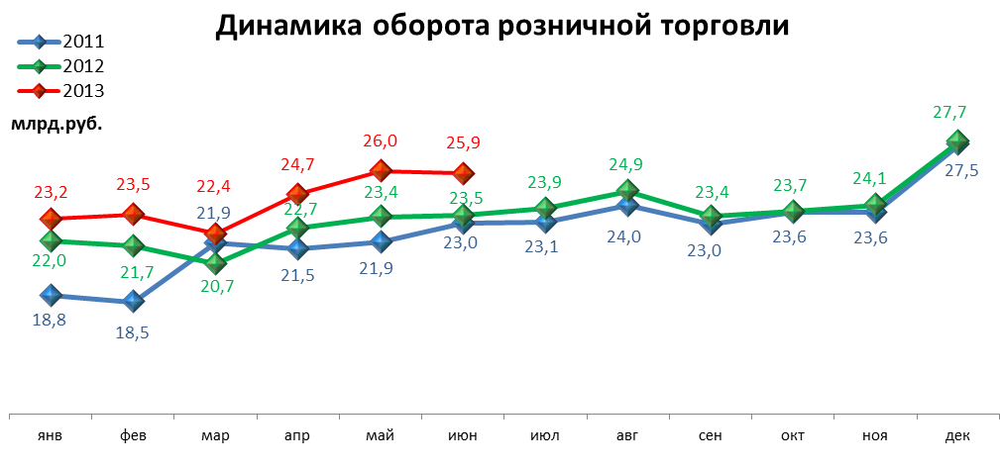 Динамика оборота розничной торговли
2011
2012
2013
млрд.руб.
27,7
26,0 25,9
24,7 24,9
23,2 23,5 22,4 23,4 23,5 23,9 23,4 23,7 24,1
21,9 22,7 27,5
22,0 21,7 20,7 21,5 21,9 23,0 23,1 24,0 23,0 23,6 23,6
18,8 18,5
янв фев мар апр май июн июл авг сен окт ноя дек